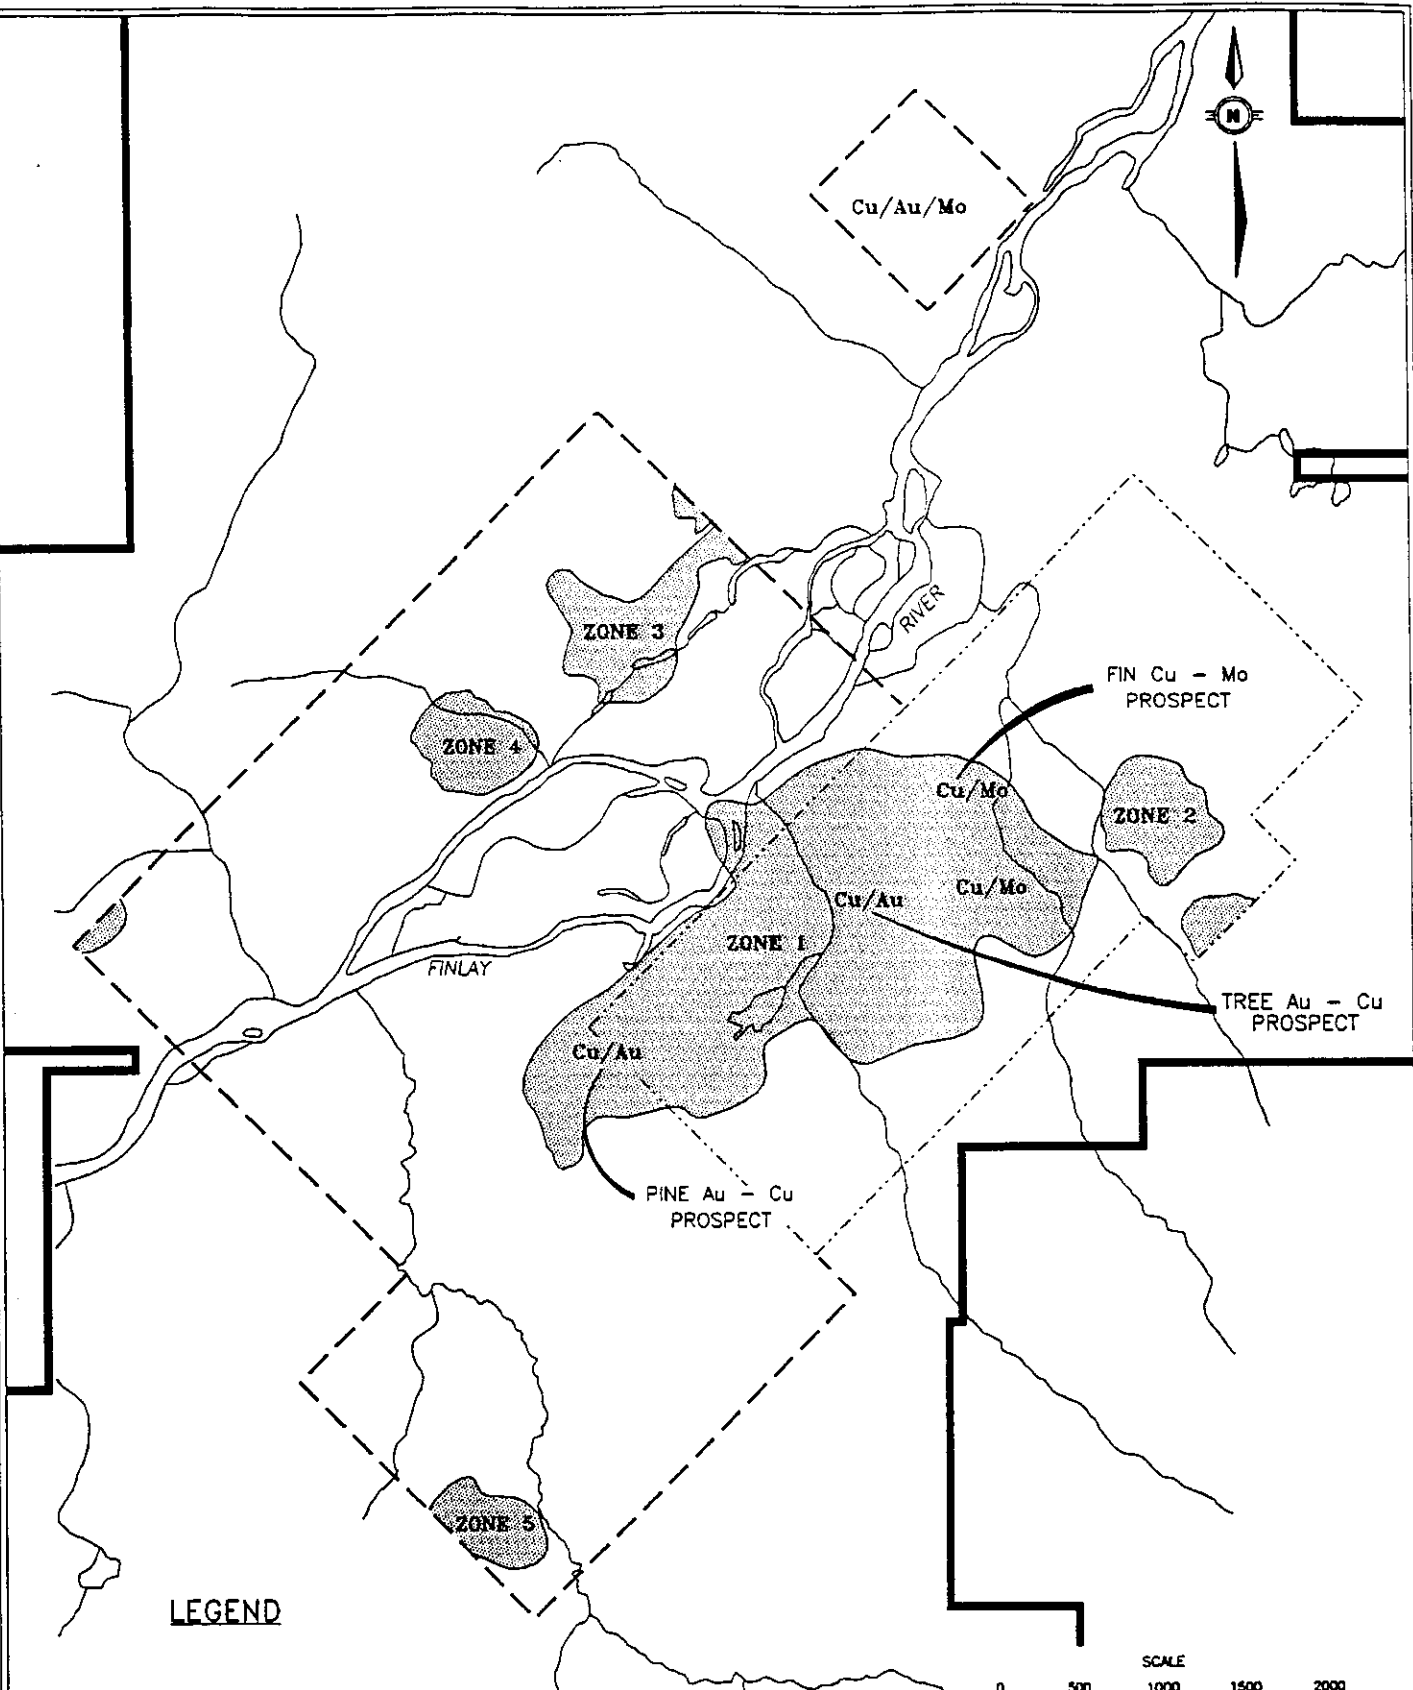 N
Cu/Au/Mo
RIVER
ZONE 3
FIN Cu - Mo
PROSPECT
ZONE 4
Cu/Mo
ZONE 2
Cu/Mo
Cu/Au
ZONE 1
FINLAY
TREE Au - Cu
PROSPECT
Cu/Au
PINE Au - Cu
PROSPECT
ZONE 5
LEGEND
SCALE
0 500 1000 1500 2000